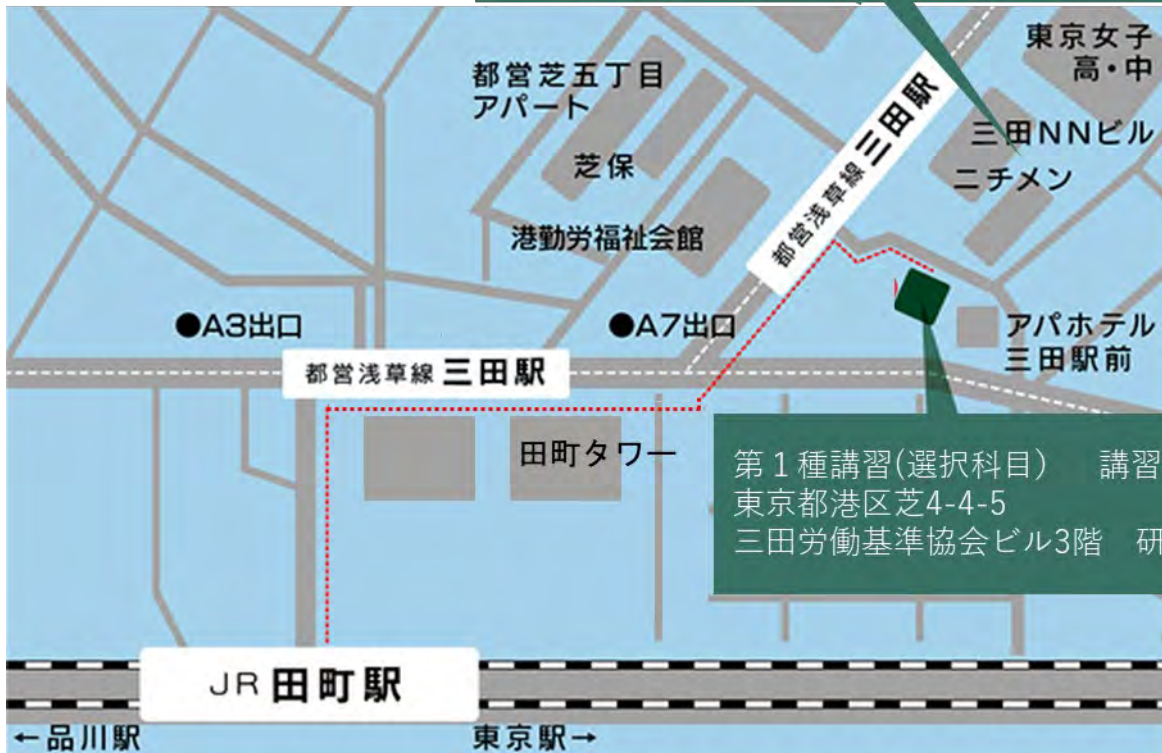 東京女子
高・中
都営芝五丁目
アパート
三田NNビル
芝保
ニチメン
港勤労福祉会館
都営浅草線 三田駅
●A3出口
●A7出口
アパホテル
三田駅前
都営浅草線 三田駅
田町タワー
第1種講習(選択科目) 講習
東京都港区芝4-4-5
三田労働基準協会ビル3階 研
JR 田町駅
←品川駅
東京駅→